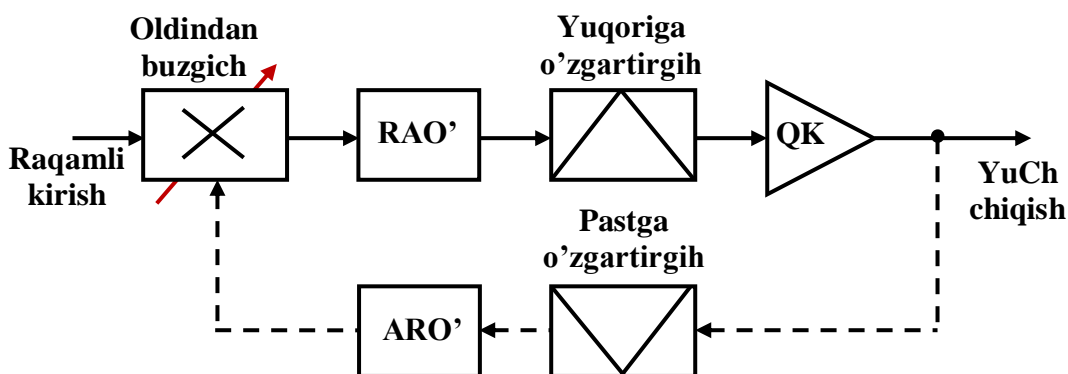 Oldindan
buzgich
Yuqoriga
o’zgartirgih
RAO’
QK
Raqamli
kirish
YuCh
chiqish
Pastga
o’zgartirgih
ARO’